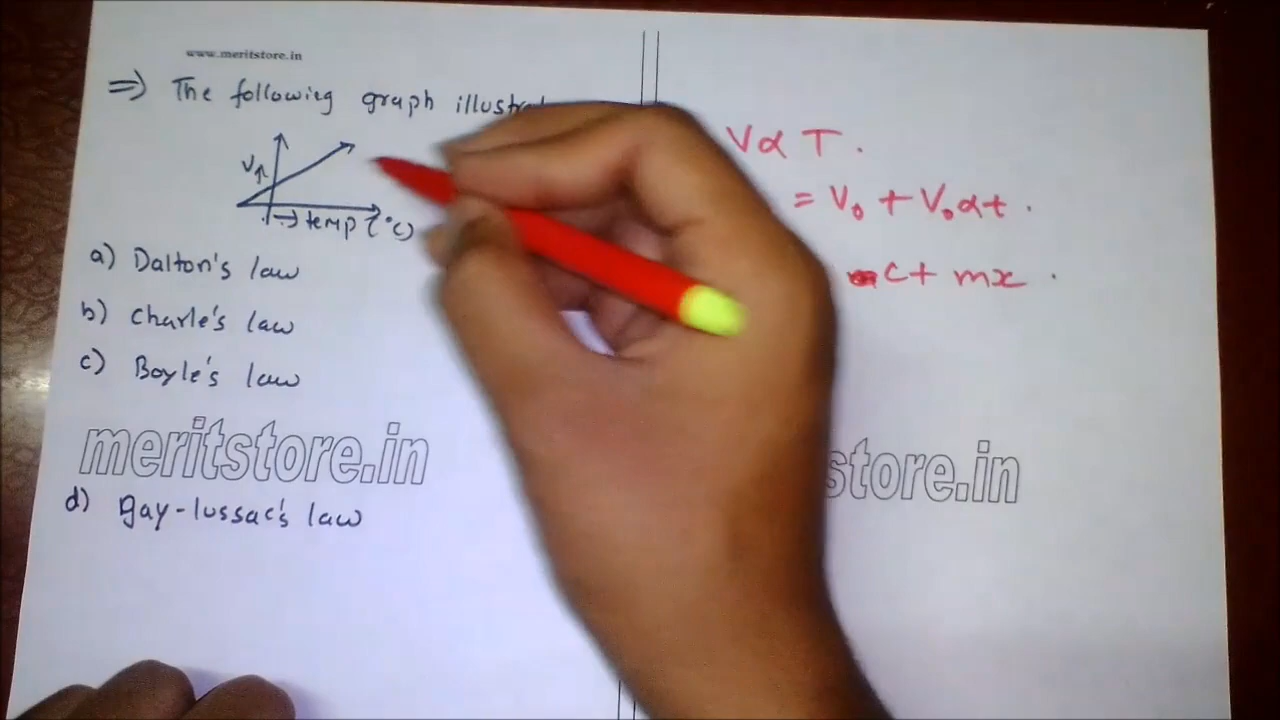 www.meritstore.in
⇒ The following graph
V↑
→ temp (°C)
a) Dalton's law
b) Charle's law
c) Boyle's law
meritstore.in
d) gay-lussac's law
V α T.
= V₀ + V₀αt.
c + mx.
store.in